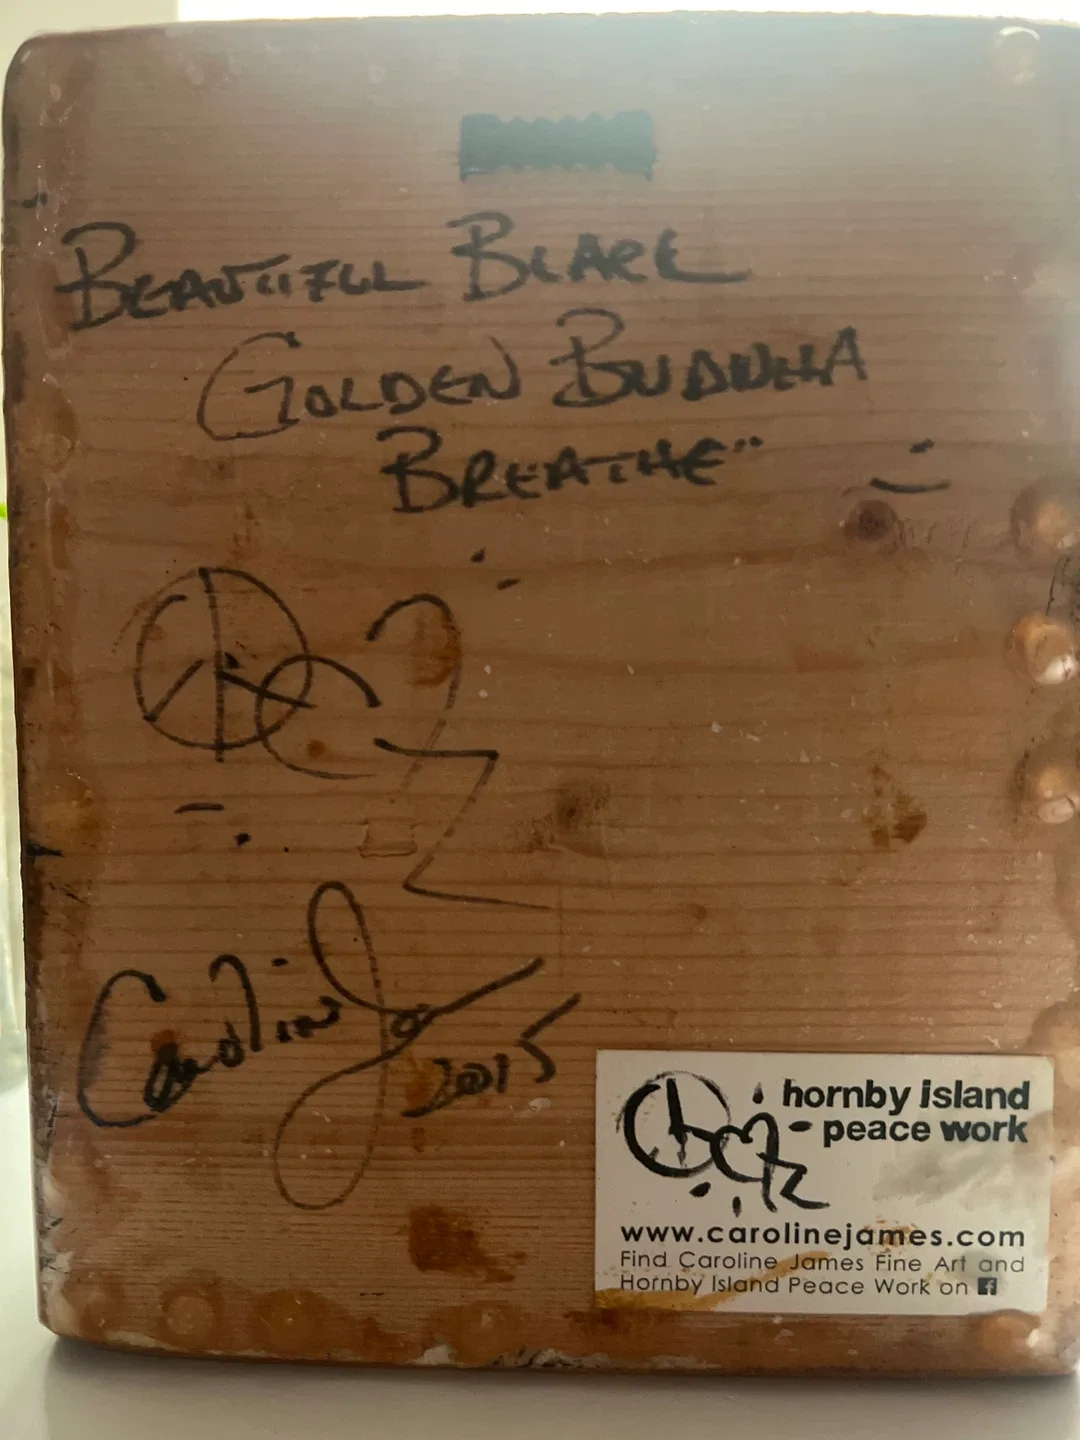 BEAUTIFUL BLACK
GOLDEN BUDDHA
BREATHE"
Caroline J 2015
hornby island
peace work
www.carolinejames.com
Find Caroline James Fine Art and
Hornby Island Peace Work on f